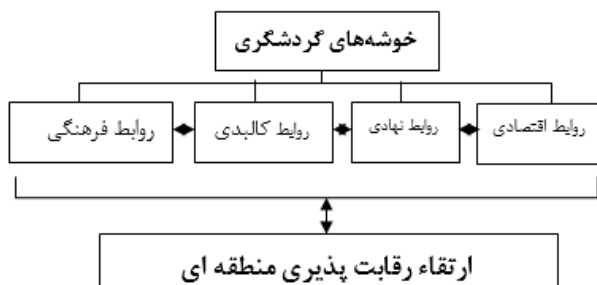 خوشه‌های گردشگری
روابط اقتصادی
روابط نهادی
روابط کالبدی
روابط فرهنگی
ارتقاء رقابت پذیری منطقه ای